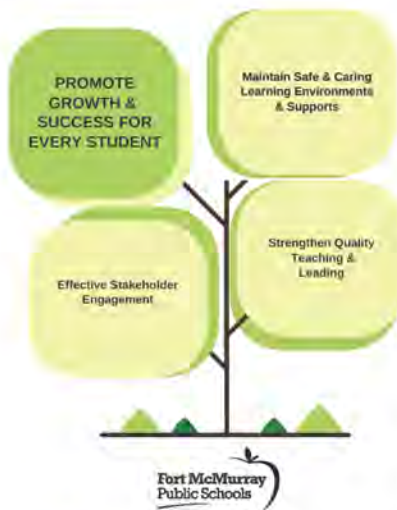 PROMOTE
GROWTH &
SUCCESS FOR
EVERY STUDENT
Maintain Safe & Caring
Learning Environments
& Supports
Effective Stakeholder
Engagement
Strengthen Quality
Teaching &
Leading
Fort McMurray
Public Schools